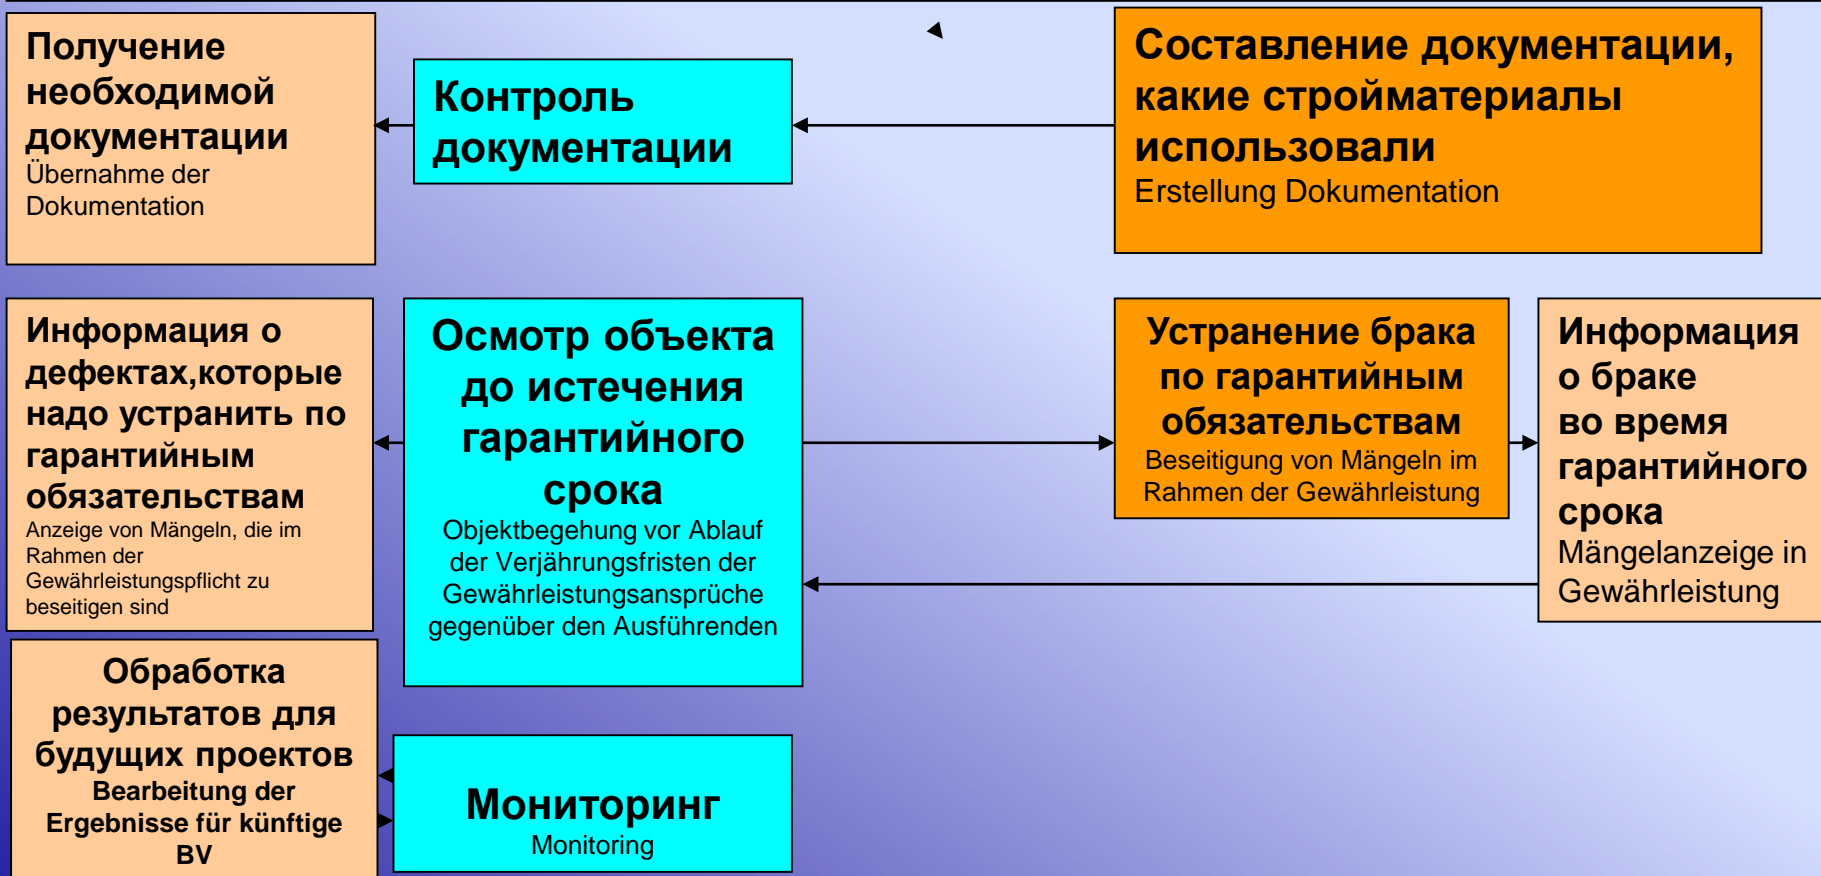 Получение
необходимой
документации
Übernahme der
Dokumentation
Контроль
документации
Составление документации,
какие стройматериалы
использовали
Erstellung Dokumentation
Информация о
дефектах,которые
надо устранить по
гарантийным
обязательствам
Anzeige von Mängeln, die im
Rahmen der
Gewährleistungspflicht zu
beseitigen sind
Осмотр объекта
до истечения
гарантийного
срока
Objektbegehung vor Ablauf
der Verjährungsfristen der
Gewährleistungsansprüche
gegenüber den Ausführenden
Устранение брака
по гарантийным
обязательствам
Beseitigung von Mängeln im
Rahmen der Gewährleistung
Информация
о браке
во время
гарантийного
срока
Mängelanzeige in
Gewährleistung
Обработка
результатов для
будущих проектов
Bearbeitung der
Ergebnisse für künftige
BV
Мониторинг
Monitoring